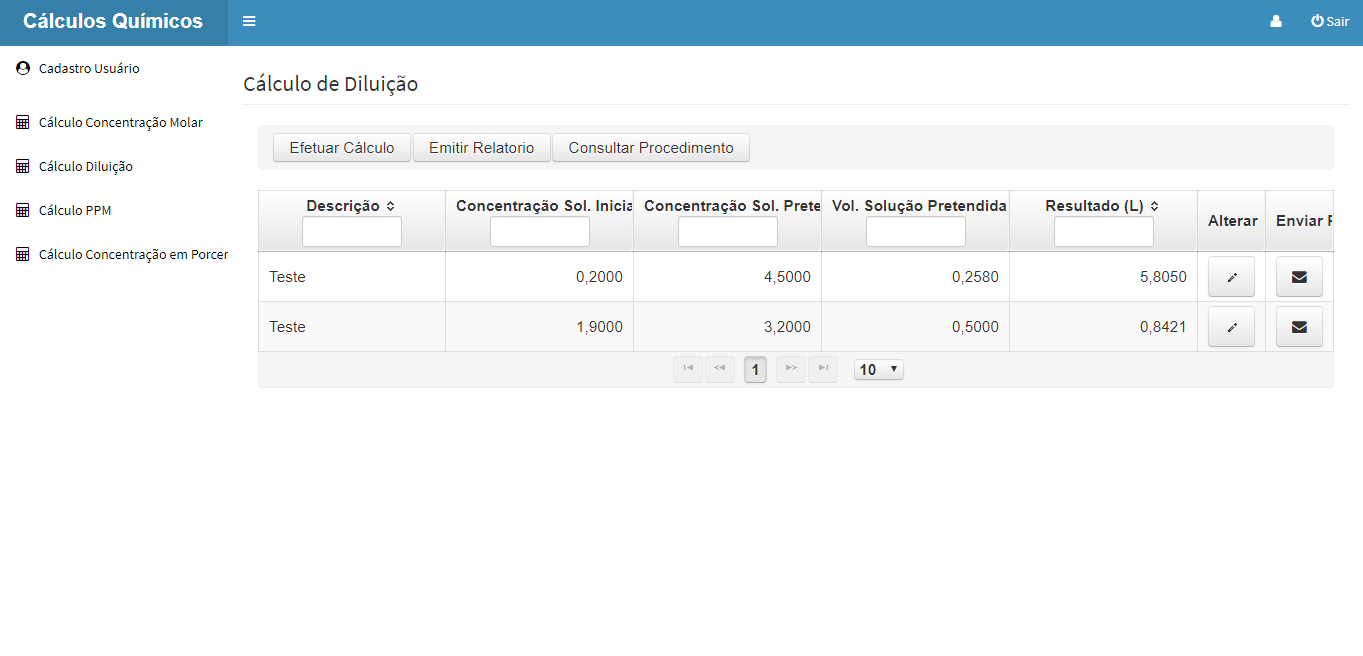 Cálculos Químicos
Sair
Cadastro Usuário
Cálculo Concentração Molar
Cálculo Diluição
Cálculo PPM
Cálculo Concentração em Porcer
Cálculo de Diluição
Efetuar Cálculo Emitir Relatorio Consultar Procedimento
Descrição Concentração Sol. Inicia Concentração Sol. Prete Vol. Solução Pretendida Resultado (L) Alterar Enviar
Teste 0,2000 4,5000 0,2580 5,8050
Teste 1,9000 3,2000 0,5000 0,8421
1 10